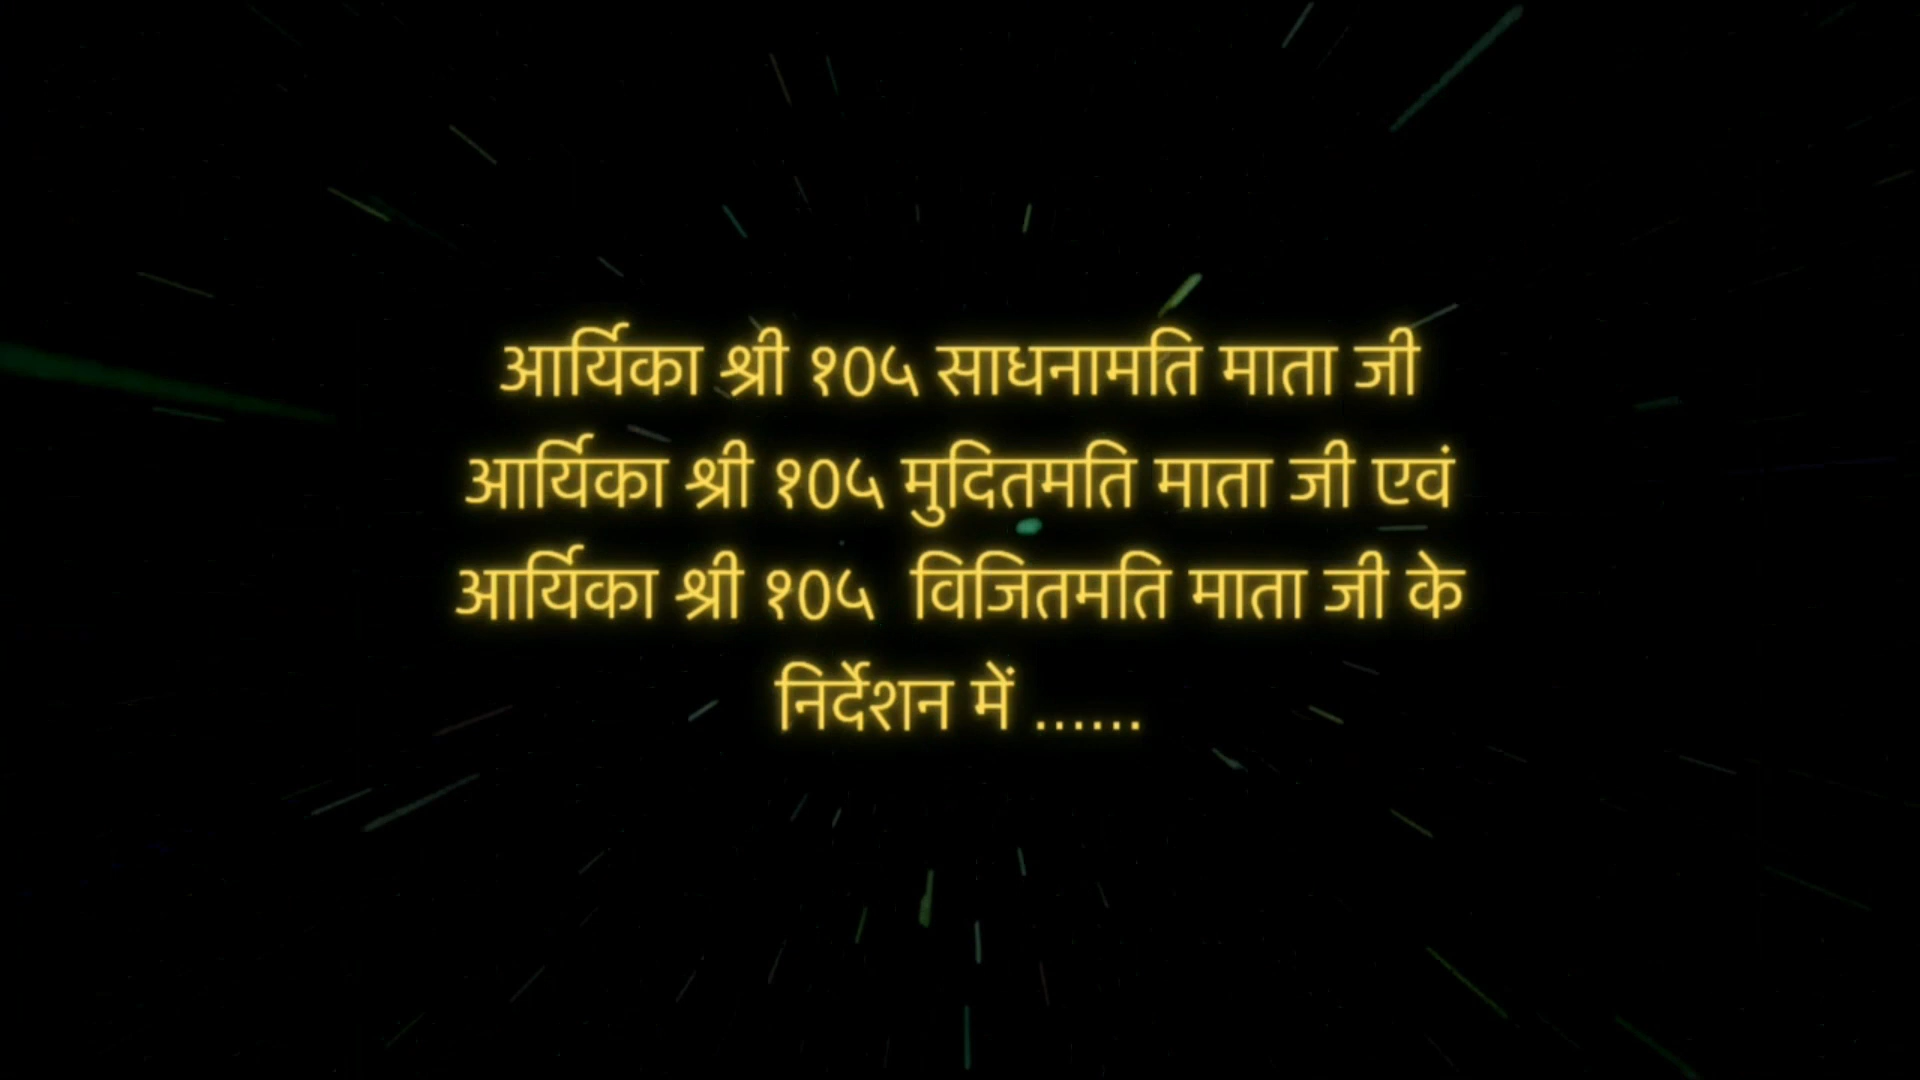 आर्यिका श्री १०५ साधनामति माता जी
आर्यिका श्री १०५ मुदितमति माता जी एवं
आर्यिका श्री १०५ विजितमति माता जी के
निर्देशन में ......